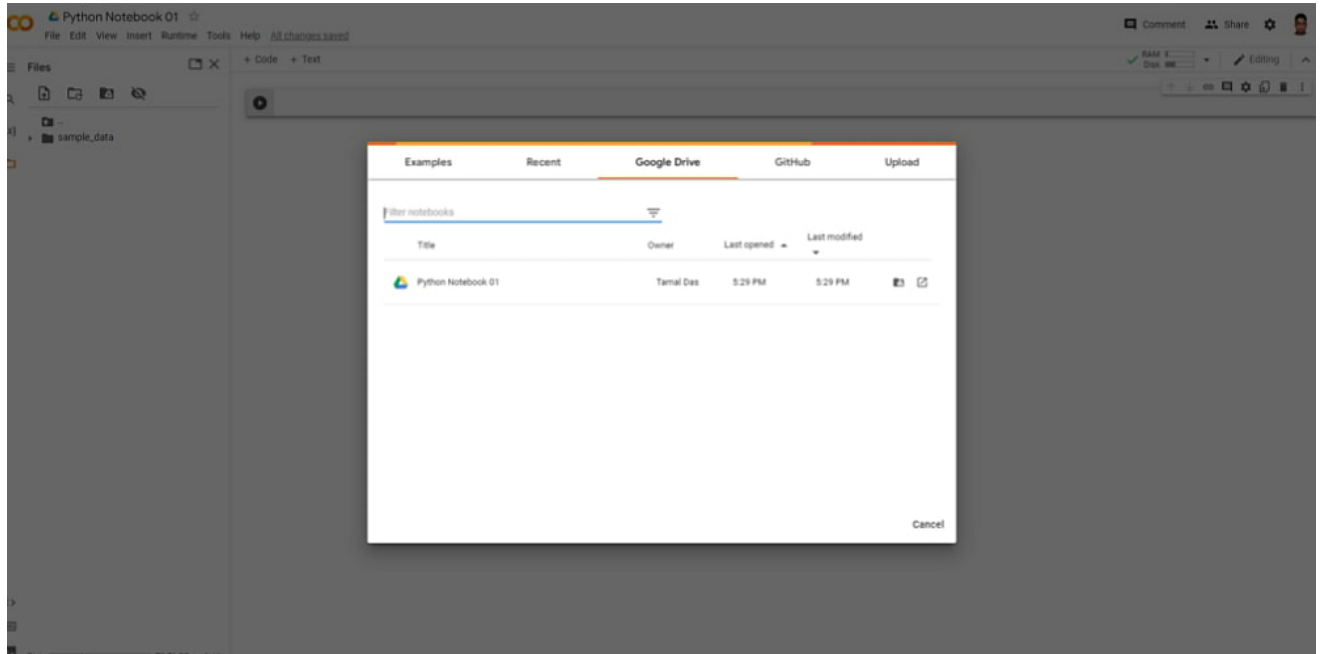 Python Notebook 01
Comment Share
File Edit View Insert Runtime Tools Help All changes saved
Files
+ Code + Text
RAM
Disk
Editing
..
sample_data
Examples Recent Google Drive GitHub Upload
Filter notebooks
Title Owner Last opened Last modified
Python Notebook 01 Tamal Das 5:29 PM 5:29 PM
Cancel